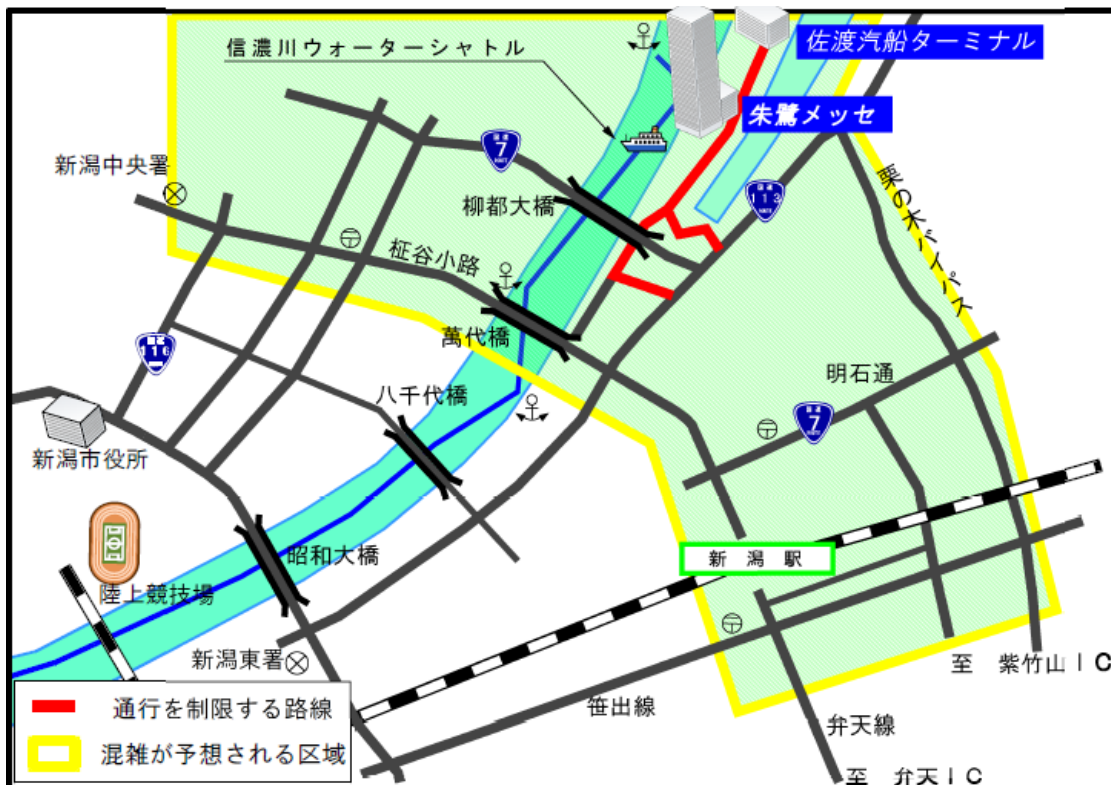 信濃川ウォーターシャトル
佐渡汽船ターミナル
朱鷺メッセ
7
新潟中央署
柳都大橋
113
栗の木バイパス
柾谷小路
萬代橋
116
八千代橋
明石通
7
新潟市役所
昭和大橋
新潟駅
陸上競技場
新潟東署
至 紫竹山IC
笹出線
弁天線
至 弁天IC
通行を制限する路線
混雑が予想される区域